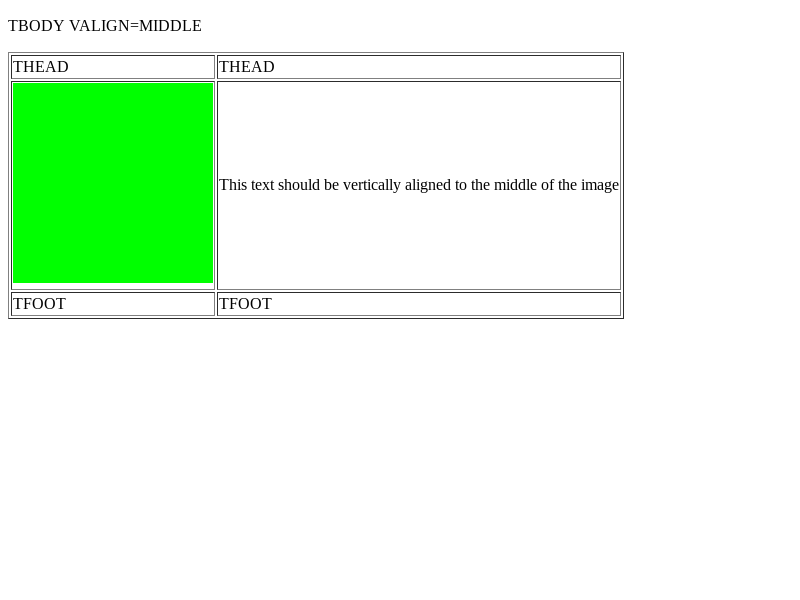 TBODY VALIGN=MIDDLE
THEAD THEAD
This text should be vertically aligned to the middle of the image
TFOOT TFOOT